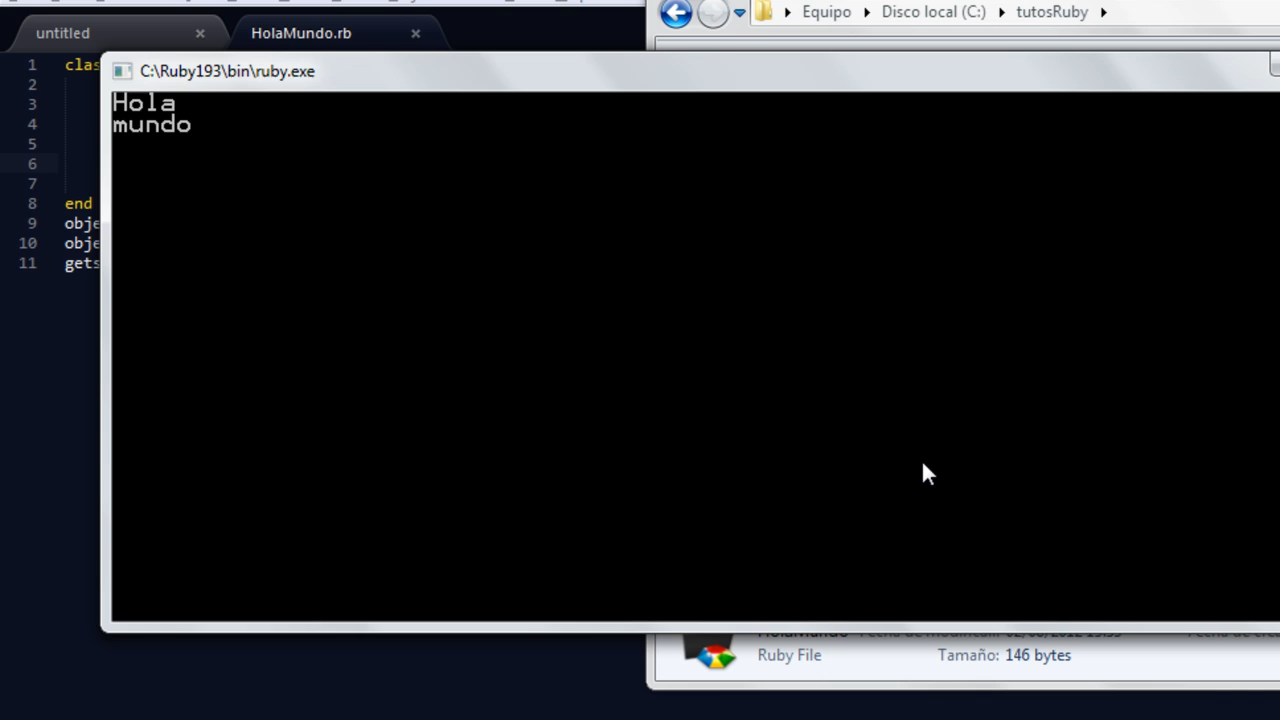 Equipo Disco local (C:) tutosRuby
untitled HolaMundo.rb
C:\Ruby193\bin\ruby.exe
Hola
mundo
1 clas
2
3
4
5
6
7
8 end
9 obje
10 obje
11 gets
Ruby File Tamaño: 146 bytes